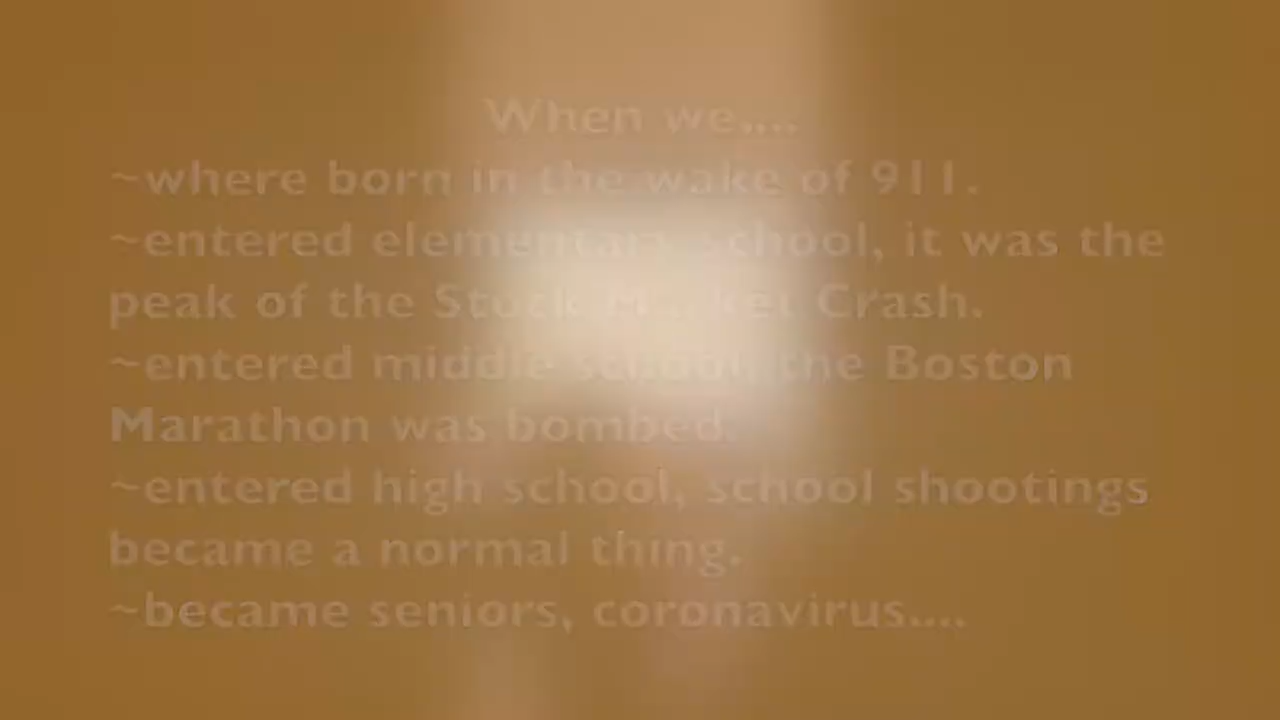 When we....
~where born in the wake of 911.
~entered elementary school, it was the
peak of the Stock Market Crash.
~entered middle school, the Boston
Marathon was bombed.
~entered high school, school shootings
became a normal thing.
~became seniors, coronavirus....